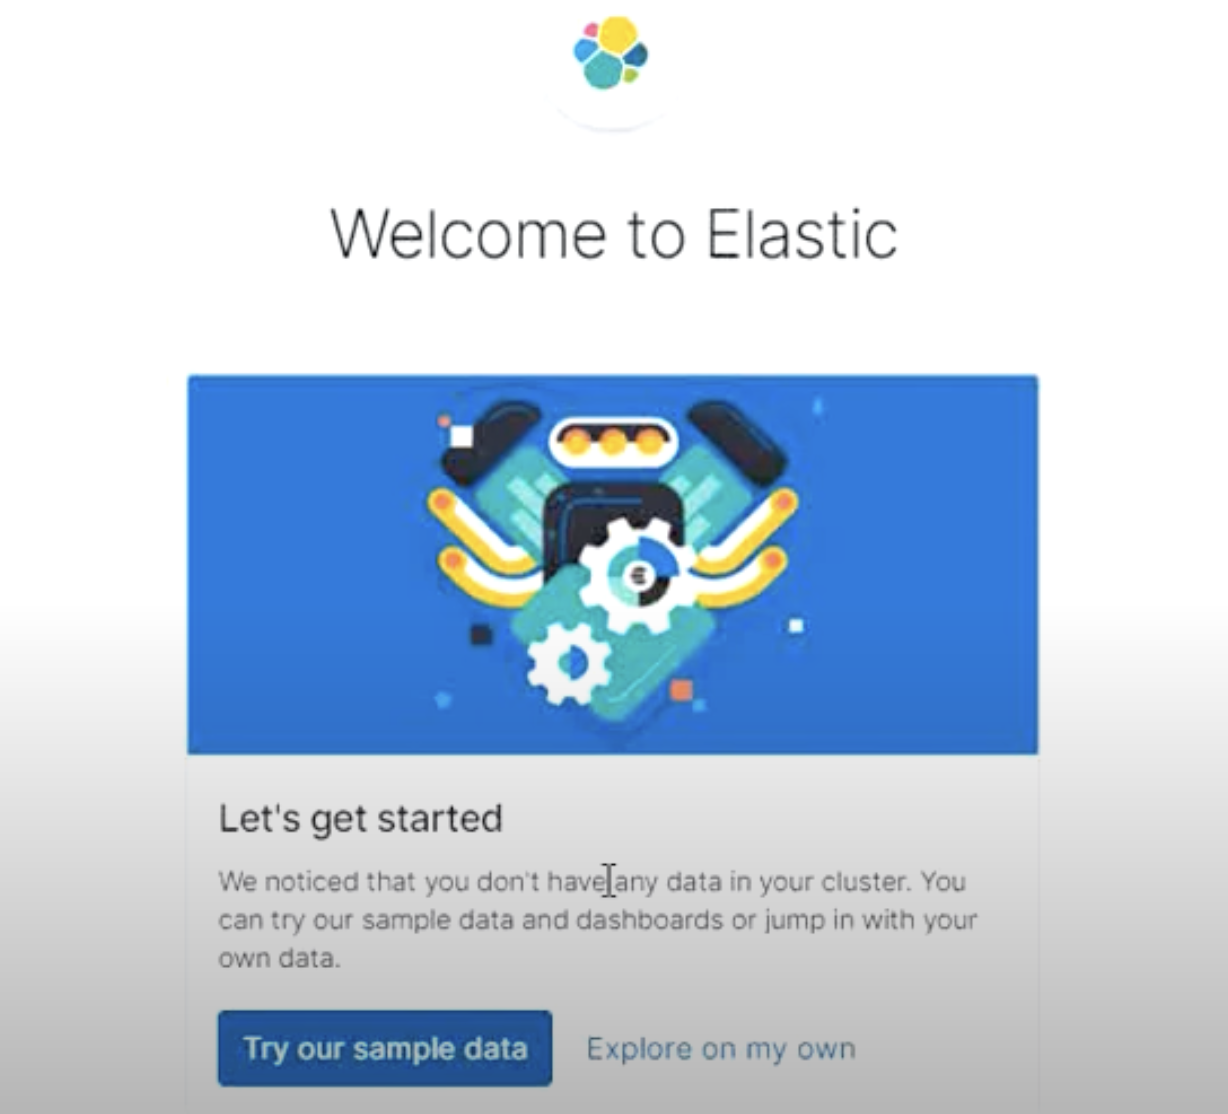 Welcome to Elastic
Let's get started
We noticed that you don't have any data in your cluster. You
can try our sample data and dashboards or jump in with your
own data.
Try our sample data
Explore on my own